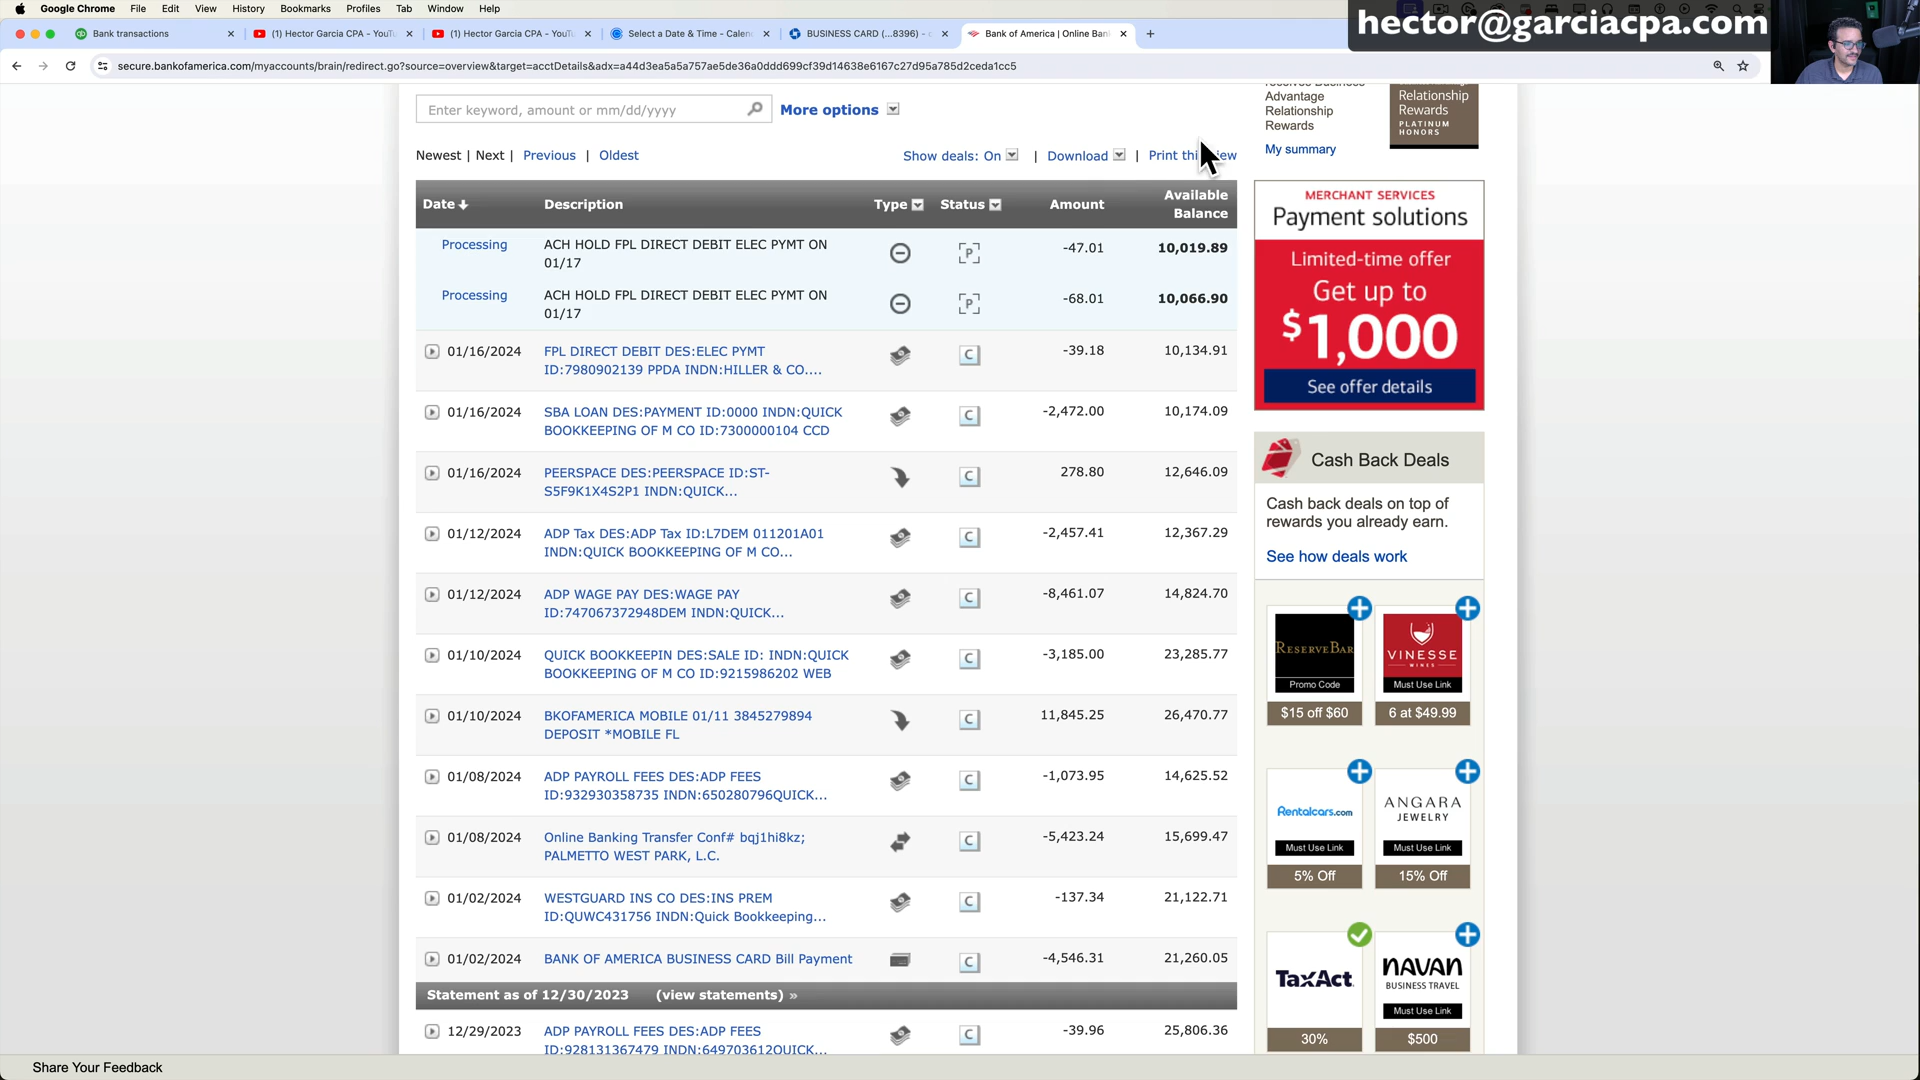 Google Chrome File Edit View History Bookmarks Profiles Tab Window Help
hector@garciacpa.com
Bank transactions
(1) Hector Garcia CPA - YouTu
(1) Hector Garcia CPA - YouTu
Select a Date & Time - Calen
BUSINESS CARD (...8396) - c
Bank of America | Online Ban
secure.bankofamerica.com/myaccounts/brain/redirect.go?source=overview&target=acctDetails&adx=a44d3ea5a5a757ae5de36a0ddd699cf39d14638e6167c27d95a785d2ceda1cc5
Enter keyword, amount or mm/dd/yyyy
More options
Newest | Next | Previous | Oldest
Show deals: On | Download | Print
Date Description Type Status Amount Available
Balance
Processing ACH HOLD FPL DIRECT DEBIT ELEC PYMT ON P -47.01 10,019.89
01/17
Processing ACH HOLD FPL DIRECT DEBIT ELEC PYMT ON P -68.01 10,066.90
01/17
01/16/2024 FPL DIRECT DEBIT DES:ELEC PYMT C -39.18 10,134.91
ID:7980902139 PPDA INDN:HILLER & CO....
01/16/2024 SBA LOAN DES:PAYMENT ID:0000 INDN:QUICK C -2,472.00 10,174.09
BOOKKEEPING OF M CO ID:7300000104 CCD
01/16/2024 PEERSPACE DES:PEERSPACE ID:ST- C 278.80 12,646.09
S5F9K1X4S2P1 INDN:QUICK...
01/12/2024 ADP Tax DES:ADP Tax ID:L7DEM 011201A01 C -2,457.41 12,367.29
INDN:QUICK BOOKKEEPING OF M CO...
01/12/2024 ADP WAGE PAY DES:WAGE PAY C -8,461.07 14,824.70
ID:747067372948DEM INDN:QUICK...
01/10/2024 QUICK BOOKKEEPIN DES:SALE ID: INDN:QUICK C -3,185.00 23,285.77
BOOKKEEPING OF M CO ID:9215986202 WEB
01/10/2024 BKOFAMERICA MOBILE 01/11 3845279894 C 11,845.25 26,470.77
DEPOSIT *MOBILE FL
01/08/2024 ADP PAYROLL FEES DES:ADP FEES C -1,073.95 14,625.52
ID:932930358735 INDN:650280796QUICK...
01/08/2024 Online Banking Transfer Conf# bqj1hi8kz; C -5,423.24 15,699.47
PALMETTO WEST PARK, L.C.
01/02/2024 WESTGUARD INS CO DES:INS PREM C -137.34 21,122.71
ID:QUWC431756 INDN:Quick Bookkeeping...
01/02/2024 BANK OF AMERICA BUSINESS CARD Bill Payment C -4,546.31 21,260.05
Statement as of 12/30/2023 (view statements) »
12/29/2023 ADP PAYROLL FEES DES:ADP FEES C -39.96 25,806.36
ID:928131367479 INDN:649703612QUICK...
Advantage
Relationship
Rewards
My summary
Relationship
Rewards
PLATINUM
HONORS
MERCHANT SERVICES
Payment solutions
Limited-time offer
Get up to
$1,000
See offer details
Cash Back Deals
Cash back deals on top of
rewards you already earn.
See how deals work
RESERVEBAR
Promo Code
$15 off $60
VINESSE
WINES
Must Use Link
6 at $49.99
Rentalcars.com
Must Use Link
5% Off
ANGARA
JEWELRY
Must Use Link
15% Off
TaxAct
30%
NAVAN
BUSINESS TRAVEL
Must Use Link
$500
Share Your Feedback